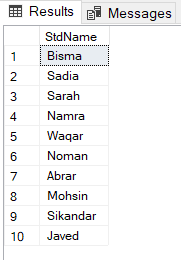 Results Messages
StdName
1 Bisma
2 Sadia
3 Sarah
4 Namra
5 Waqar
6 Noman
7 Abrar
8 Mohsin
9 Sikandar
10 Javed